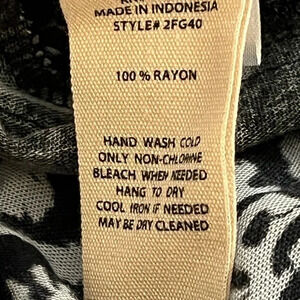 MADE IN INDONESIA
STYLE# 2FG40
100% RAYON
HAND WASH COLD
ONLY NON-CHLORINE
BLEACH WHEN NEEDED
HANG TO DRY
COOL IRON IF NEEDED
MAY BE DRY CLEANED